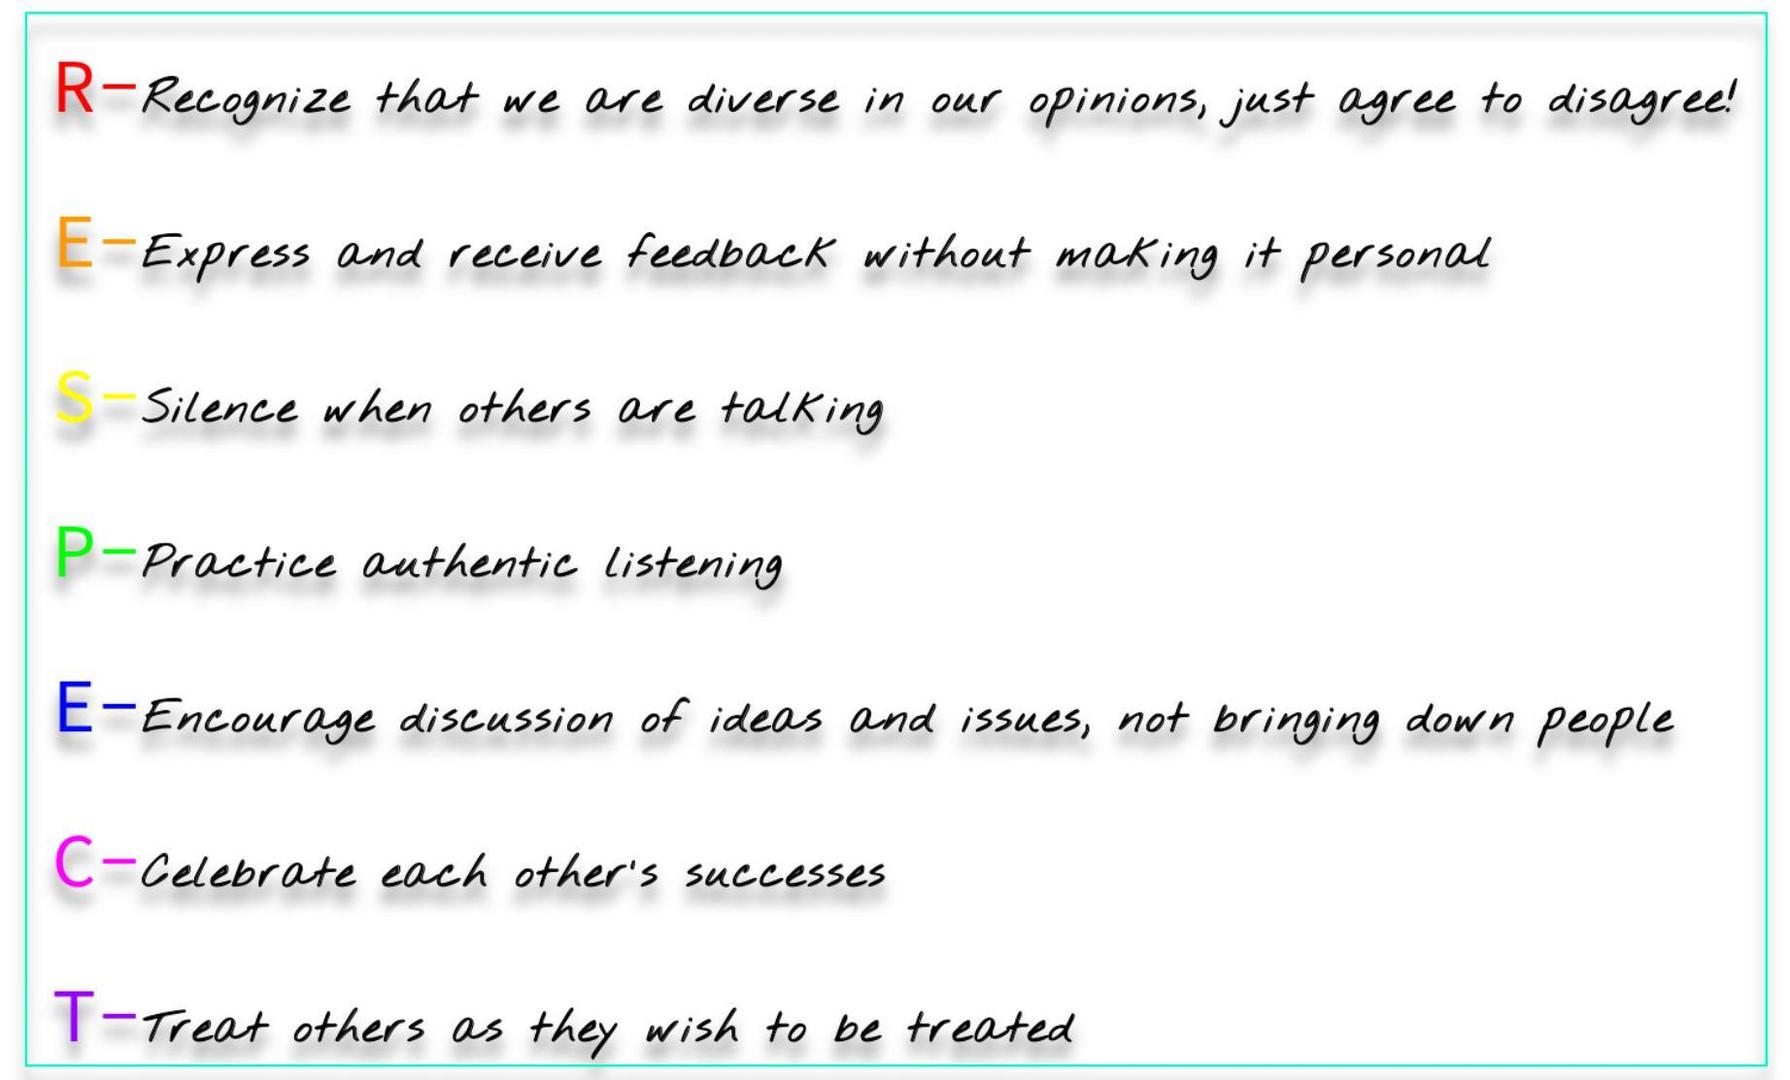 R-Recognize that we are diverse in our opinions, just agree to disagree!
E-Express and receive feedback without making it personal
S-Silence when others are talking
P-Practice authentic listening
E-Encourage discussion of ideas and issues, not bringing down people
C-Celebrate each other's successes
T-Treat others as they wish to be treated